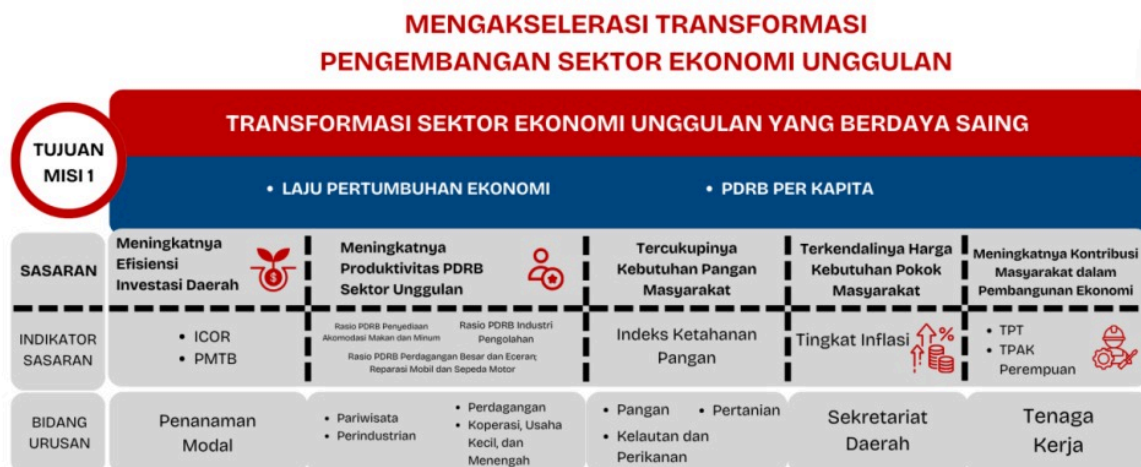 MENGAKSELERASI TRANSFORMASI
PENGEMBANGAN SEKTOR EKONOMI UNGGULAN
TUJUAN
MISI 1
TRANSFORMASI SEKTOR EKONOMI UNGGULAN YANG BERDAYA SAING
• LAJU PERTUMBUHAN EKONOMI
• PDRB PER KAPITA
SASARAN
Meningkatnya
Efisiensi
Investasi Daerah
Meningkatnya
Produktivitas PDRB
Sektor Unggulan
Tercukupinya
Kebutuhan Pangan
Masyarakat
Terkendalinya Harga
Kebutuhan Pokok
Masyarakat
Meningkatnya Kontribusi
Masyarakat dalam
Pembangunan Ekonomi
INDIKATOR
SASARAN
• ICOR
• PMTB
Rasio PDRB Penyediaan
Akomodasi Makan dan Minum
Rasio PDRB Industri
Pengolahan
Rasio PDRB Perdagangan Besar dan Eceran;
Reparasi Mobil dan Sepeda Motor
Indeks Ketahanan
Pangan
Tingkat Inflasi
%
• TPT
• TPAK
Perempuan
BIDANG
URUSAN
Penanaman
Modal
• Pariwisata
• Perindustrian
• Perdagangan
• Koperasi, Usaha
Kecil, dan
Menengah
• Pangan
• Pertanian
• Kelautan dan
Perikanan
Sekretariat
Daerah
Tenaga
Kerja